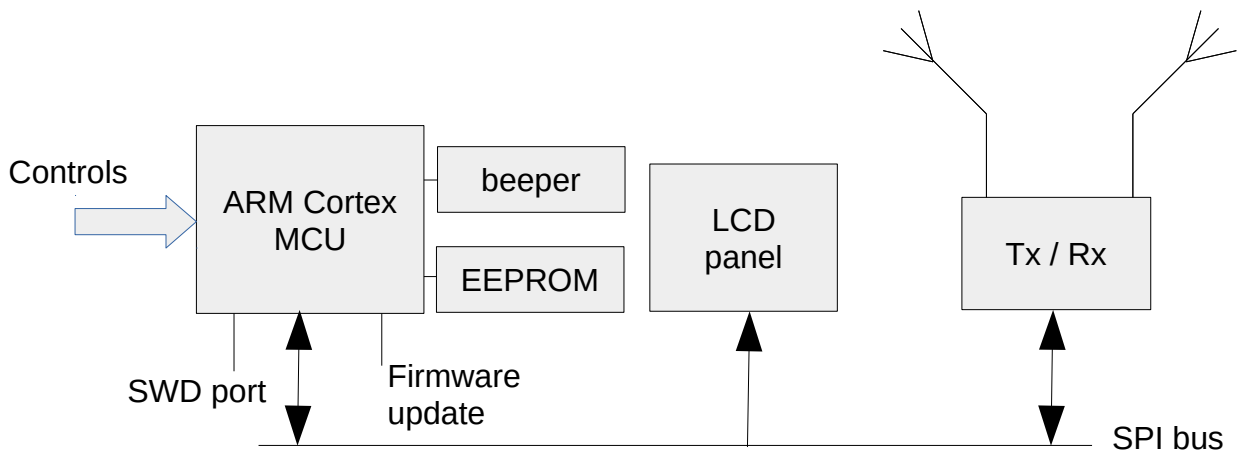 Controls
ARM Cortex
MCU
beeper
EEPROM
LCD
panel
Tx / Rx
SWD port
Firmware
update
SPI bus